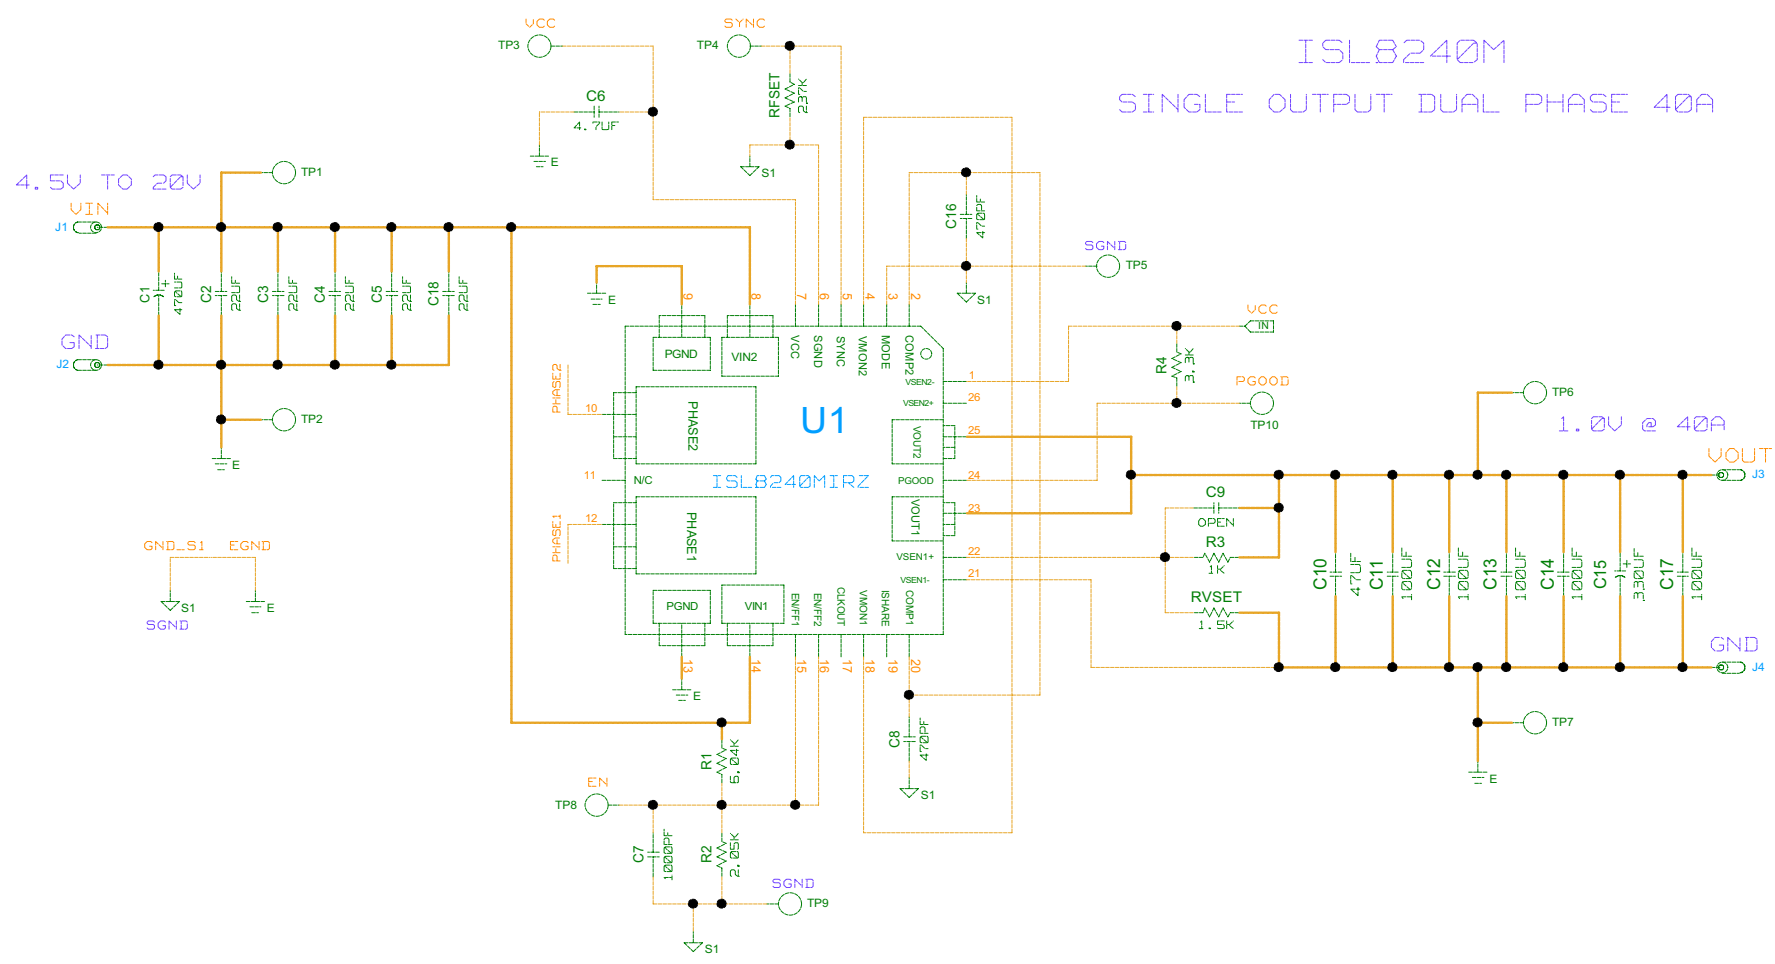 ISL8240M
SINGLE OUTPUT DUAL PHASE 40A
VCC
TP3
SYNC
TP4
RFSET
237K
C6
4.7UF
E
S1
4.5V TO 20V
VIN
J1
TP1
C1
+
470UF
C2
22UF
C3
22UF
C4
22UF
C5
22UF
C18
22UF
GND
J2
TP2
E
C16
470PF
S1
SGND
TP5
E
9
8
7
6
5
4
3
2
PGND
VIN2
VCC
SGND
SYNC
VMON2
MODE
COMP2
U1
ISL8240MIRZ
PHASE2
10
PHASE2
11
N/C
PHASE1
12
PHASE1
VSEN2-
1
VSEN2+
26
VOUT2
25
PGOOD
24
VOUT1
23
VSEN1+
22
VSEN1-
21
PGND
VIN1
EN/FF1
EN/FF2
CLKOUT
VMON1
ISHARE
COMP1
13
14
15
16
17
18
19
20
E
VCC
IN
R4
3.3K
PGOOD
TP10
TP6
1.0V @ 40A
VOUT
J3
C9
OPEN
R3
1K
RVSET
1.5K
C10
47UF
C11
100UF
C12
100UF
C13
100UF
C14
100UF
C15
+
330UF
C17
100UF
GND
J4
TP7
E
GND_S1 EGND
S1
E
SGND
R1
6.04K
EN
TP8
C7
1000PF
R2
2.05K
SGND
TP9
S1
C8
470PF
S1